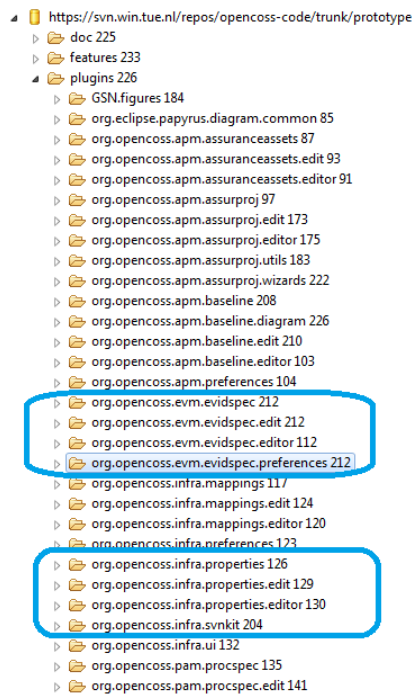 https://svn.win.tue.nl/repos/opencoss-code/trunk/prototype
doc 225
features 233
plugins 226
GSN.figures 184
org.eclipse.papyrus.diagram.common 85
org.opencoss.apm.assuranceassets 87
org.opencoss.apm.assuranceassets.edit 93
org.opencoss.apm.assuranceassets.editor 91
org.opencoss.apm.assurproj 97
org.opencoss.apm.assurproj.edit 173
org.opencoss.apm.assurproj.editor 175
org.opencoss.apm.assurproj.utils 183
org.opencoss.apm.assurproj.wizards 222
org.opencoss.apm.baseline 208
org.opencoss.apm.baseline.diagram 226
org.opencoss.apm.baseline.edit 210
org.opencoss.apm.baseline.editor 103
org.opencoss.apm.preferences 104
org.opencoss.evm.evidspec 212
org.opencoss.evm.evidspec.edit 212
org.opencoss.evm.evidspec.editor 112
org.opencoss.evm.evidspec.preferences 212
org.opencoss.infra.mappings 117
org.opencoss.infra.mappings.edit 124
org.opencoss.infra.mappings.editor 120
org.opencoss.infra.preferences 123
org.opencoss.infra.properties 126
org.opencoss.infra.properties.edit 129
org.opencoss.infra.properties.editor 130
org.opencoss.infra.svnkit 204
org.opencoss.infra.ui 132
org.opencoss.pam.procspec 135
org.opencoss.pam.procspec.edit 141